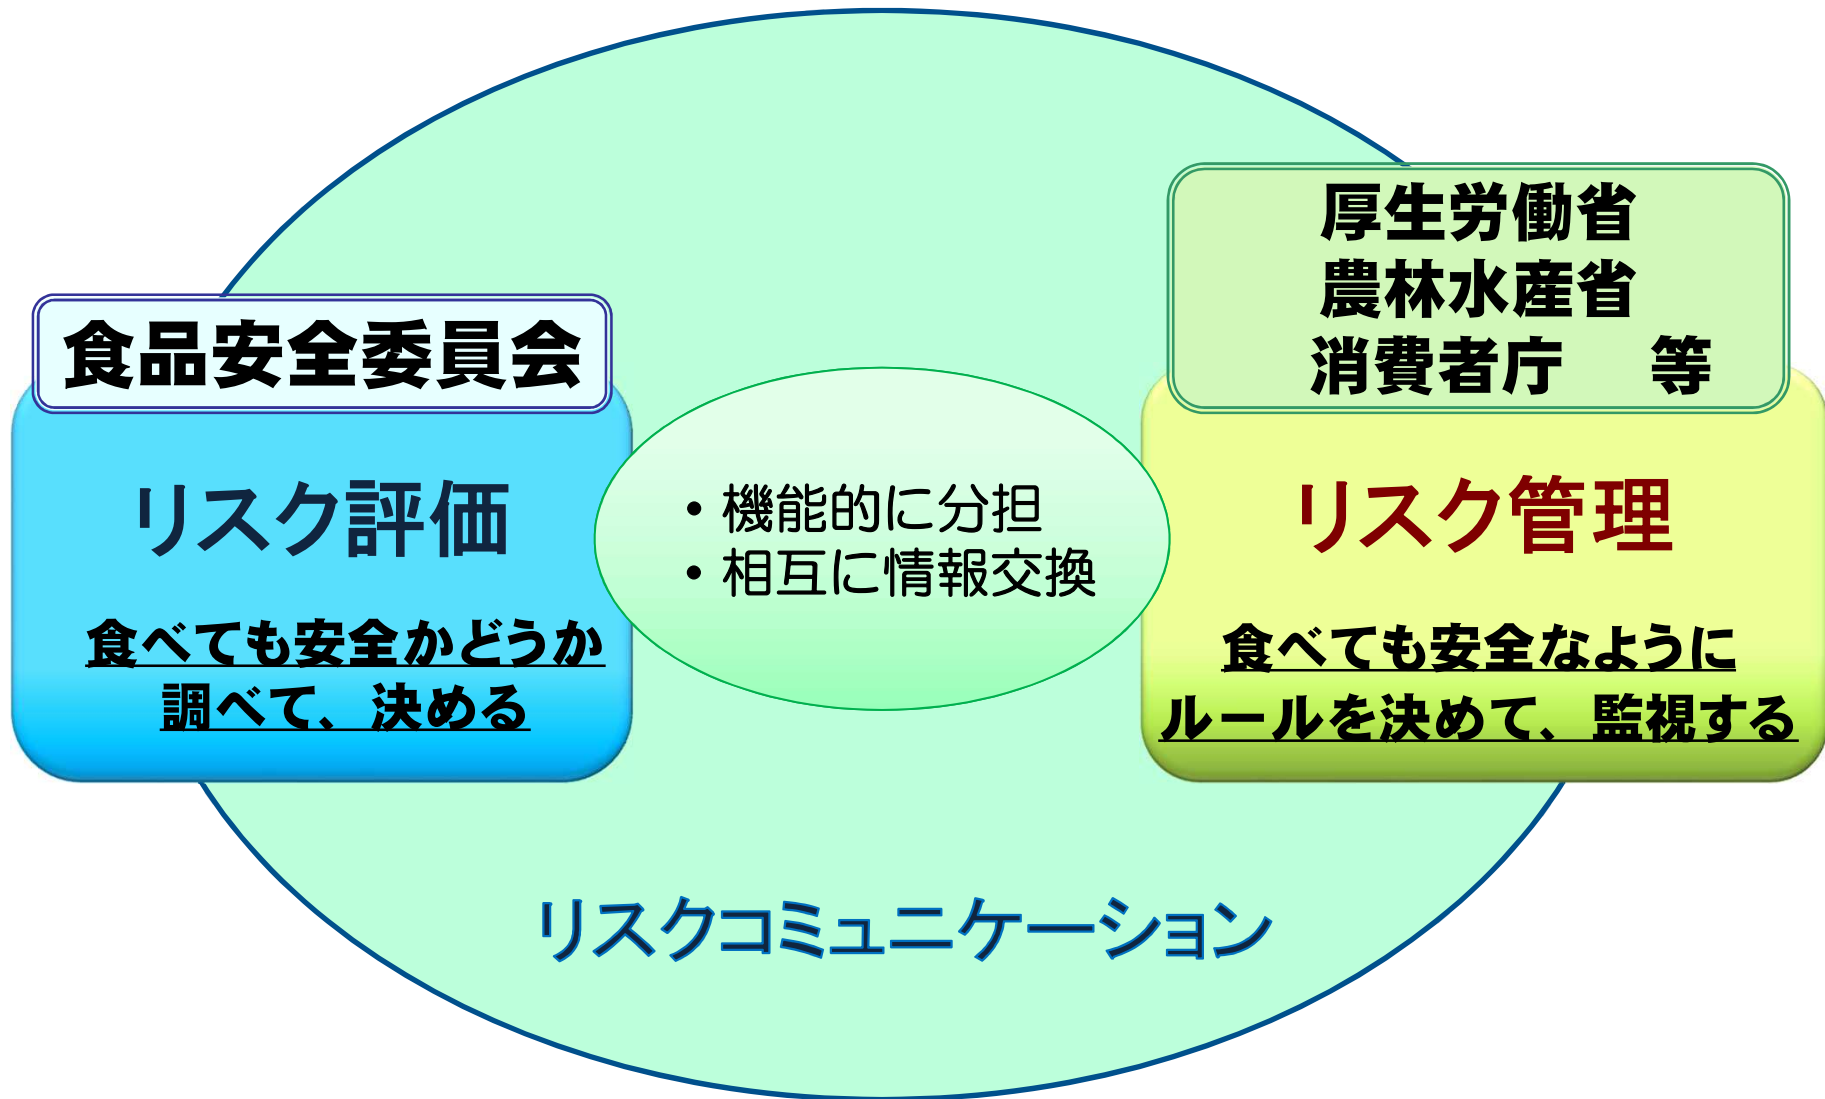 食品安全委員会
リスク評価
食べても安全かどうか
調べて、決める
・機能的に分担
・相互に情報交換
厚生労働省
農林水産省
消費者庁　等
リスク管理
食べても安全なように
ルールを決めて、監視する
リスクコミュニケーション